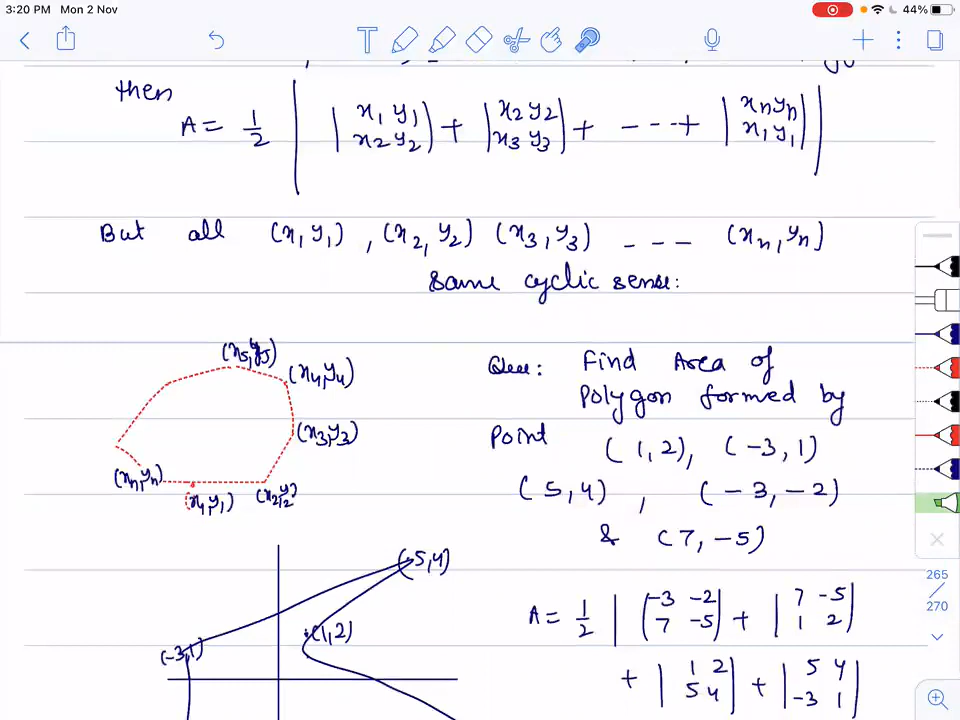 3:20 PM Mon 2 Nov
44%
then
A = 1/2 | |x1 y1 x2 y2| + |x2 y2 x3 y3| + - - - + |xn yn x1 y1| |
But all (x1, y1) , (x2, y2) (x3, y3) - - - (xn, yn)
Same cyclic sense:
(x5, y5)
(x4, y4)
(x3, y3)
(xn, yn)
(x1, y1)
(x2, y2)
Que: Find Area of
Polygon formed by
Point (1, 2), (-3, 1)
(5, 4) , (-3, -2)
& (7, -5)
(5, 4)
(1, 2)
(-3, 1)
A = 1/2 | |-3 -2 7 -5| + |7 -5 1 2|
+ |1 2 5 4| + |5 4 -3 1|
265
/
270